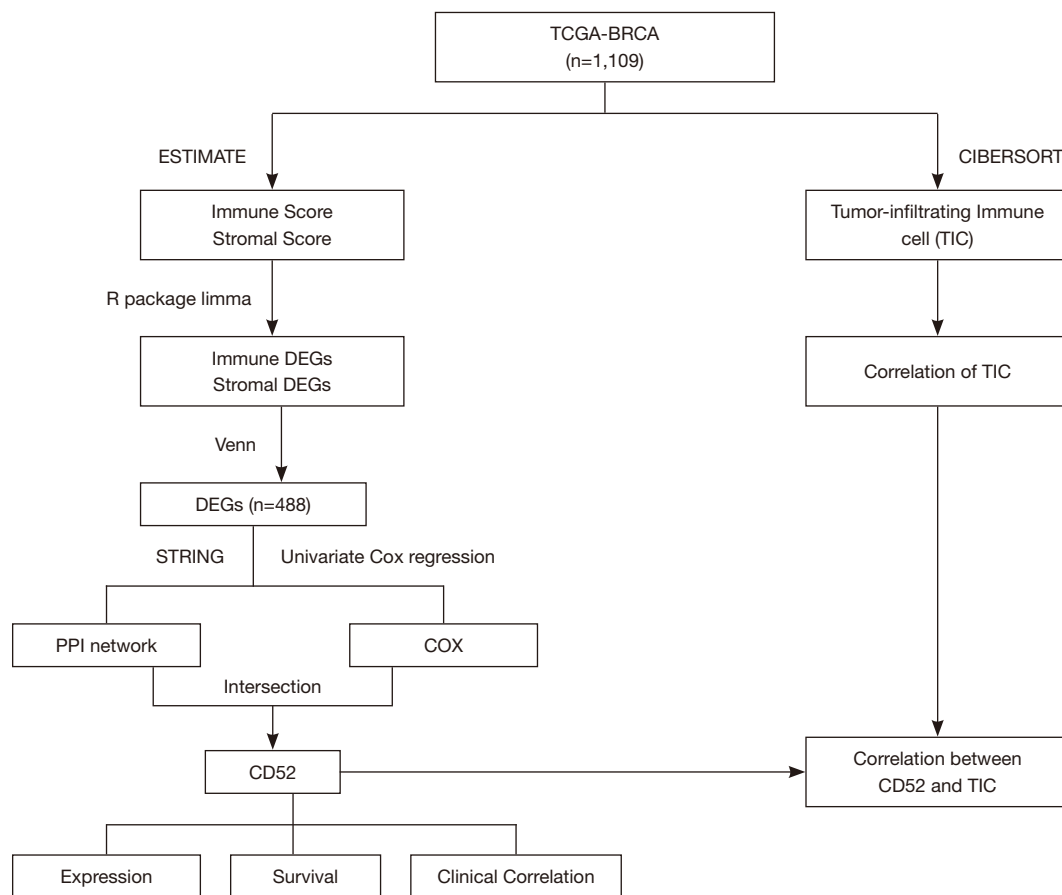 TCGA-BRCA
(n=1,109)
ESTIMATE
CIBERSORT
Immune Score
Stromal Score
Tumor-infiltrating Immune
cell (TIC)
R package limma
Immune DEGs
Stromal DEGs
Correlation of TIC
Venn
DEGs (n=488)
STRING
Univariate Cox regression
PPI network
COX
Intersection
CD52
Correlation between
CD52 and TIC
Expression
Survival
Clinical Correlation